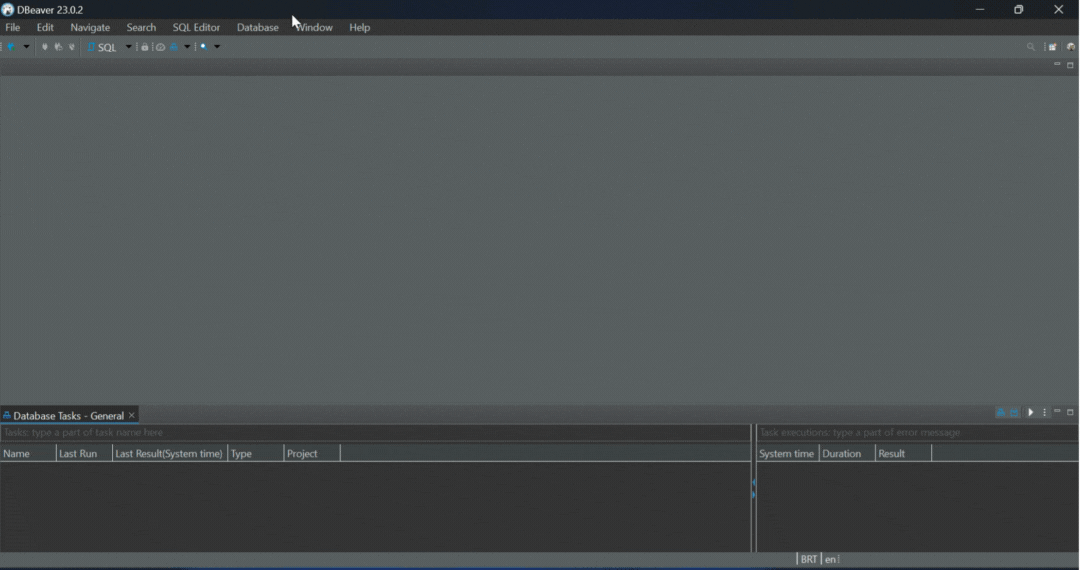 DBeaver 23.0.2
File Edit Navigate Search SQL Editor Database Window Help
SQL
Database Tasks - General
Tasks: type a part of task name here Task executions: type a part of error message
Name Last Run Last Result(System time) Type Project System time Duration Result
BRT en